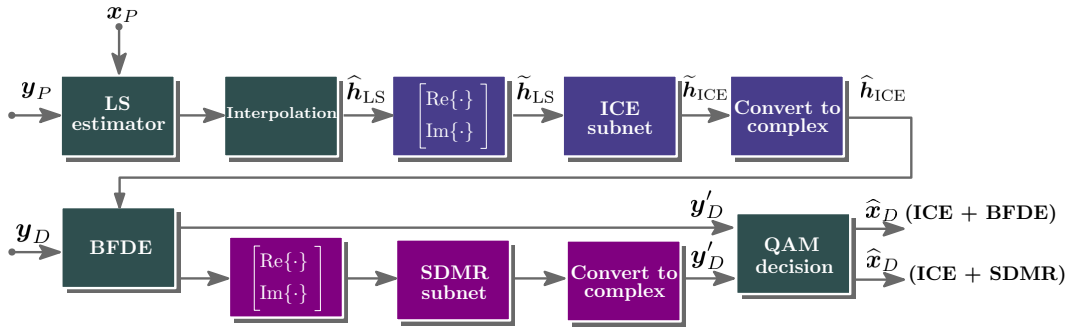 x_P
y_P
LS
estimator
Interpolation
ĥ_LS
[Re{·}
Im{·}]
h̃_LS
ICE
subnet
h̃_ICE
Convert to
complex
ĥ_ICE
y_D
BFDE
[Re{·}
Im{·}]
SDMR
subnet
Convert to
complex
y′_D
y′_D
QAM
decision
x̂_D (ICE + BFDE)
x̂_D
(ICE + SDMR)